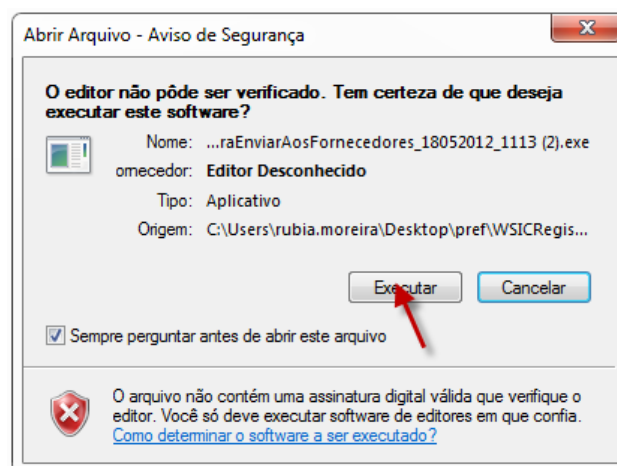 Abrir Arquivo - Aviso de Segurança
O editor não pôde ser verificado. Tem certeza de que deseja
executar este software?
Nome: ...raEnviarAosFornecedores_18052012_1113 (2).exe
omecedor: Editor Desconhecido
Tipo: Aplicativo
Origem: C:\Users\rubia.moreira\Desktop\pref\WSICRegis...
Executar Cancelar
Sempre perguntar antes de abrir este arquivo
O arquivo não contém uma assinatura digital válida que verifique o
editor. Você só deve executar software de editores em que confia.
Como determinar o software a ser executado?